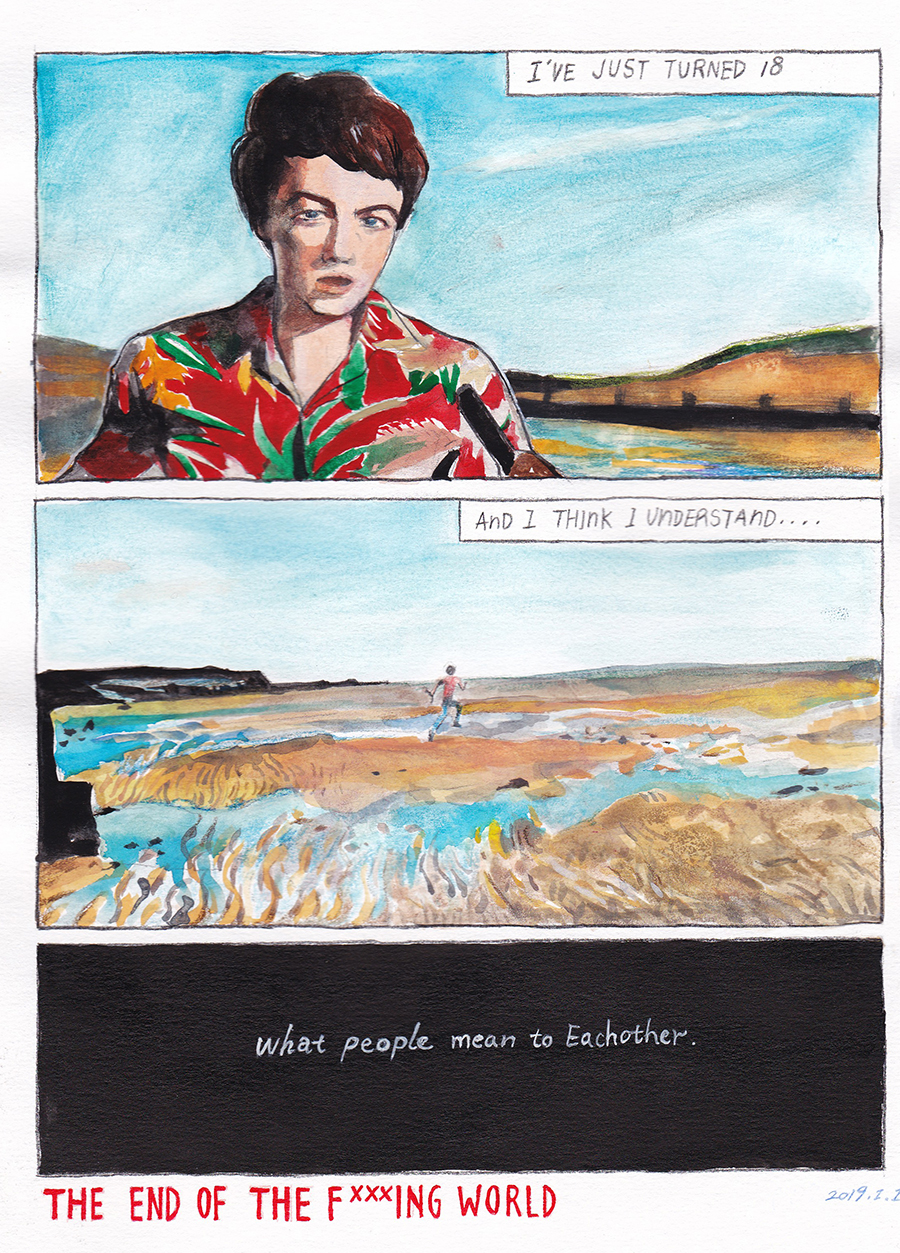 I'VE JUST TURNED 18
AnD I THInK I UnDERSTAnD....
what people mean to Eachother.
THE END OF THE FxxxING WORLD
2019.1.1